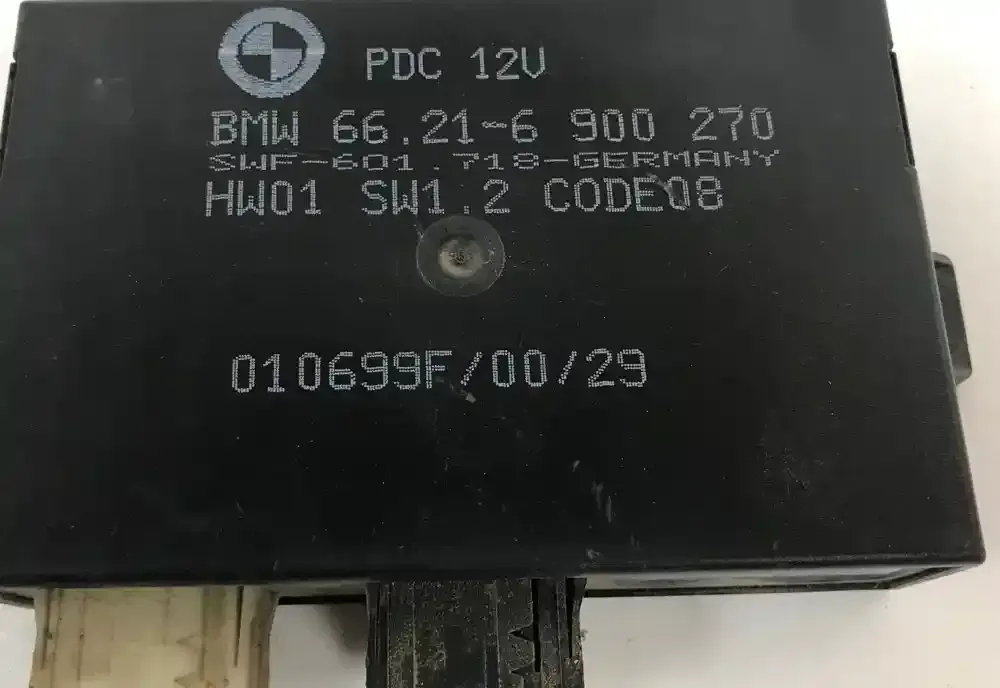 PDC 12V
BMW 66.21-6 900 270
SWF-601.718-GERMANY
HW01 SW1.2 CODE08
010699F/00/29